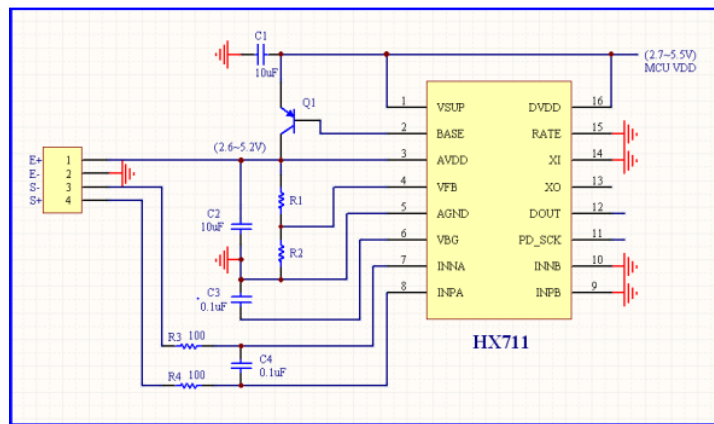 C1
10uF
(2.7~5.5V)
MCU VDD
Q1
1 VSUP DVDD 16
2 BASE RATE 15
E+ 1 (2.6~5.2V) 3 AVDD XI 14
E- 2
S- 3
S+ 4
R1 4 VFB XO 13
C2 5 AGND DOUT 12
10uF
R2 6 VBG PD_SCK 11
7 INNA INNB 10
C3
0.1uF
8 INPA INPB 9
R3 100
HX711
C4
0.1uF
R4 100